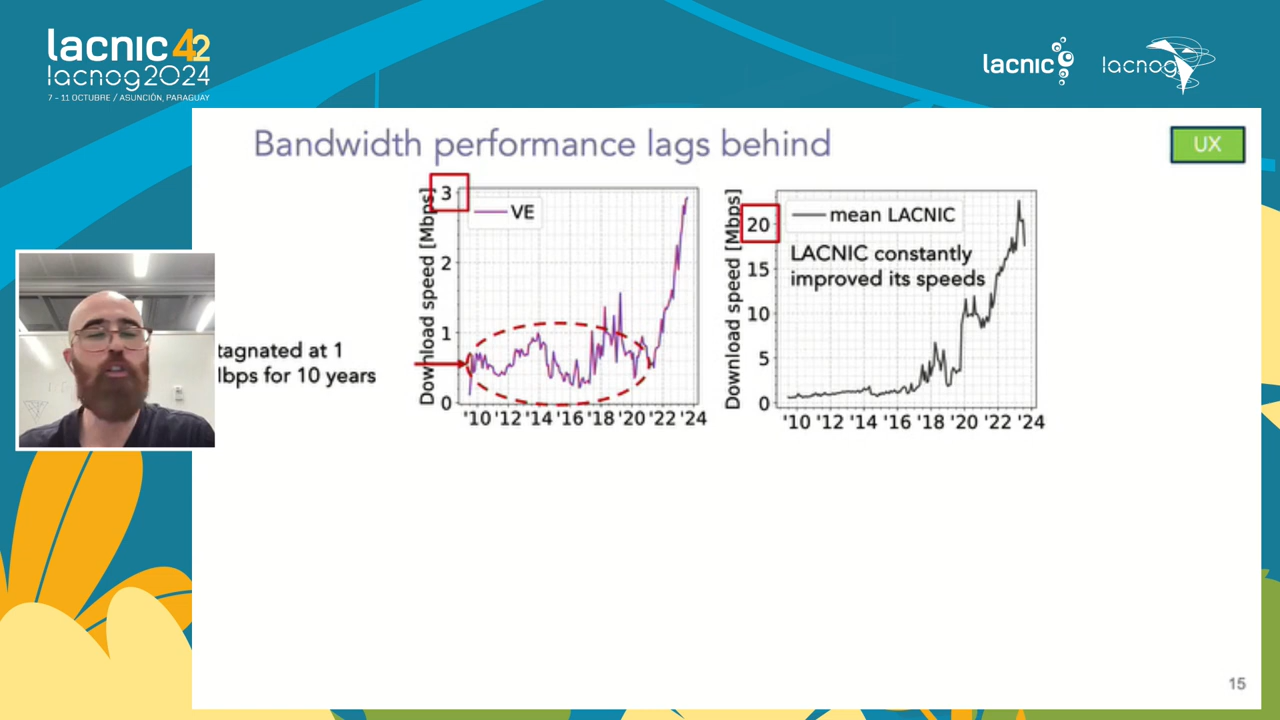 lacnic 42
lacnog2024
7 - 11 OCTUBRE / ASUNCIÓN, PARAGUAY
lacnic
lacnog
Bandwidth performance lags behind
UX
tagnated at 1
lbps for 10 years
Download speed [Mbps]
3
2
1
0
VE
'10 '12 '14 '16 '18 '20 '22 '24
Download speed [Mbps]
20
15
10
5
0
mean LACNIC
LACNIC constantly
improved its speeds
'10 '12 '14 '16 '18 '20 '22 '24
15